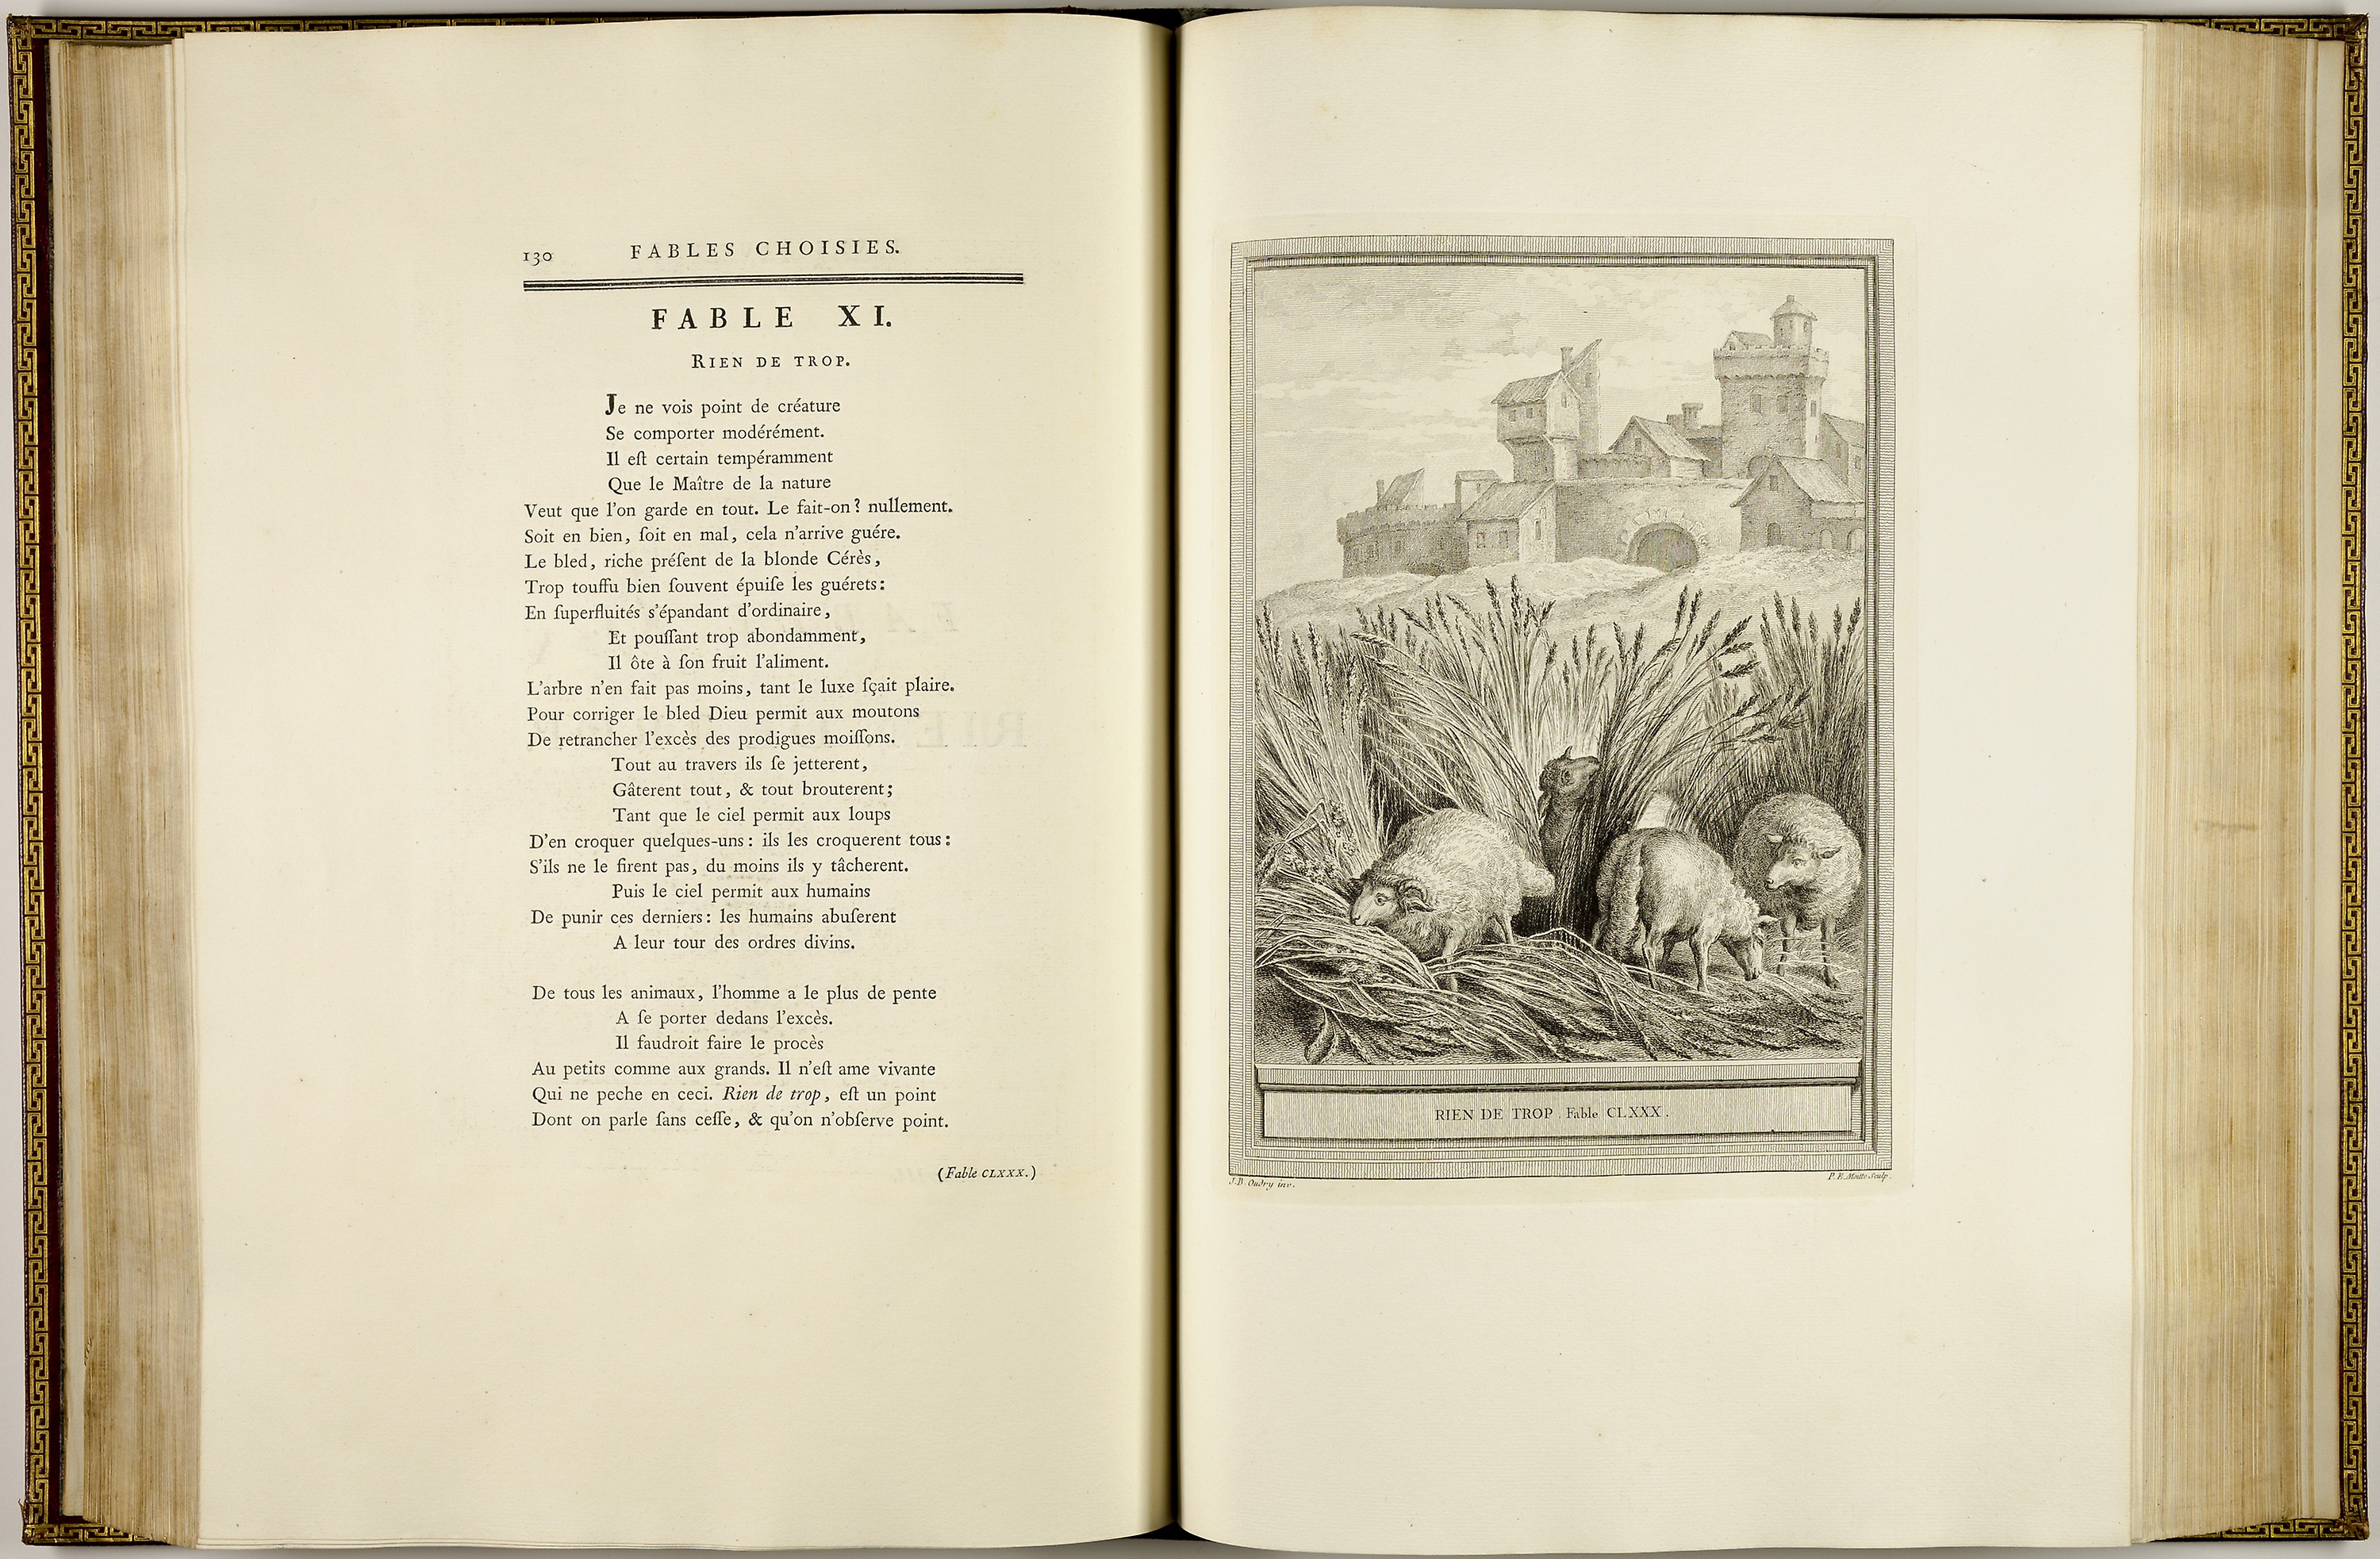 130 FABLES CHOISIES.
FABLE XI.
RIEN DE TROP.
Je ne vois point de créature
Se comporter modérément.
Il eſt certain tempéramment
Que le Maître de la nature
Veut que l'on garde en tout. Le fait-on? nullement.
Soit en bien, ſoit en mal, cela n'arrive guére.
Le bled, riche préſent de la blonde Cérès,
Trop touffu bien ſouvent épuiſe les guérets:
En ſuperfluités s'épandant d'ordinaire,
Et pouſſant trop abondamment,
Il ôte à ſon fruit l'aliment.
L'arbre n'en fait pas moins, tant le luxe ſçait plaire.
Pour corriger le bled Dieu permit aux moutons
De retrancher l'excès des prodigues moiſſons.
Tout au travers ils ſe jetterent,
Gâterent tout, & tout brouterent;
Tant que le ciel permit aux loups
D'en croquer quelques-uns: ils les croquerent tous:
S'ils ne le firent pas, du moins ils y tâcherent.
Puis le ciel permit aux humains
De punir ces derniers: les humains abuſerent
A leur tour des ordres divins.
De tous les animaux, l'homme a le plus de pente
A ſe porter dedans l'excès.
Il faudroit faire le procès
Au petits comme aux grands. Il n'eſt ame vivante
Qui ne peche en ceci. Rien de trop, eſt un point
Dont on parle ſans ceſſe, & qu'on n'obſerve point.
(Fable CLXXX.)
RIEN DE TROP. Fable CLXXX.
J.B. Oudry inv.
P. E. Moitte Sculp.